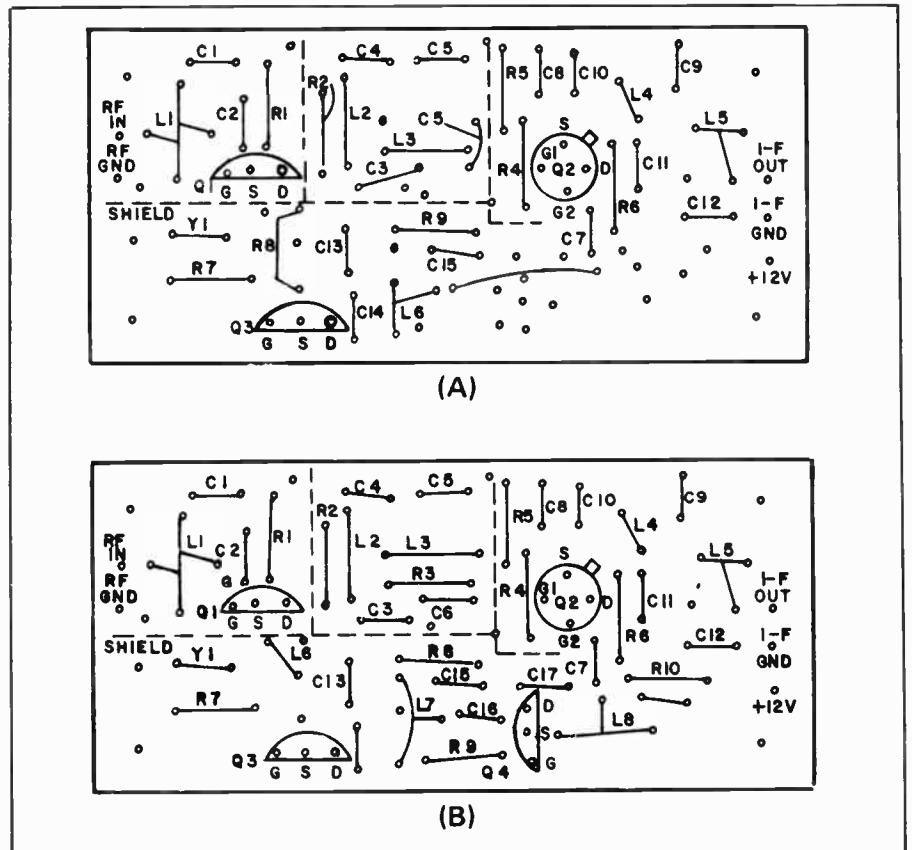 C1 C4 C5 C9
R2 R5 C8 C10
RF IN L1 C2 R1 L2 C5 L4 L5
RF GND L3 R4 S G1 Q2 D C11 I-F OUT
Q G S D C3 G2 R6 C12 I-F GND
SHIELD
Y1 R8 C13 R9 C7
R7 C15 +12V
Q3 G S D C14 L6
(A)
C1 C4 C5 C9
R2 R5 C8 C10 L4
RF IN L1 C2 R1 L2 L3 S L5
RF GND G R3 R4 G1 Q2 D C11 I-F OUT
Q1 G S D C3 C6 G2 R6 C12 I-F GND
SHIELD
Y1 L6 C13 R8 C7 R10
R7 C15 C17 +12V
L7 C16 D S L8
Q3 G S D R9 Q4 G
(B)